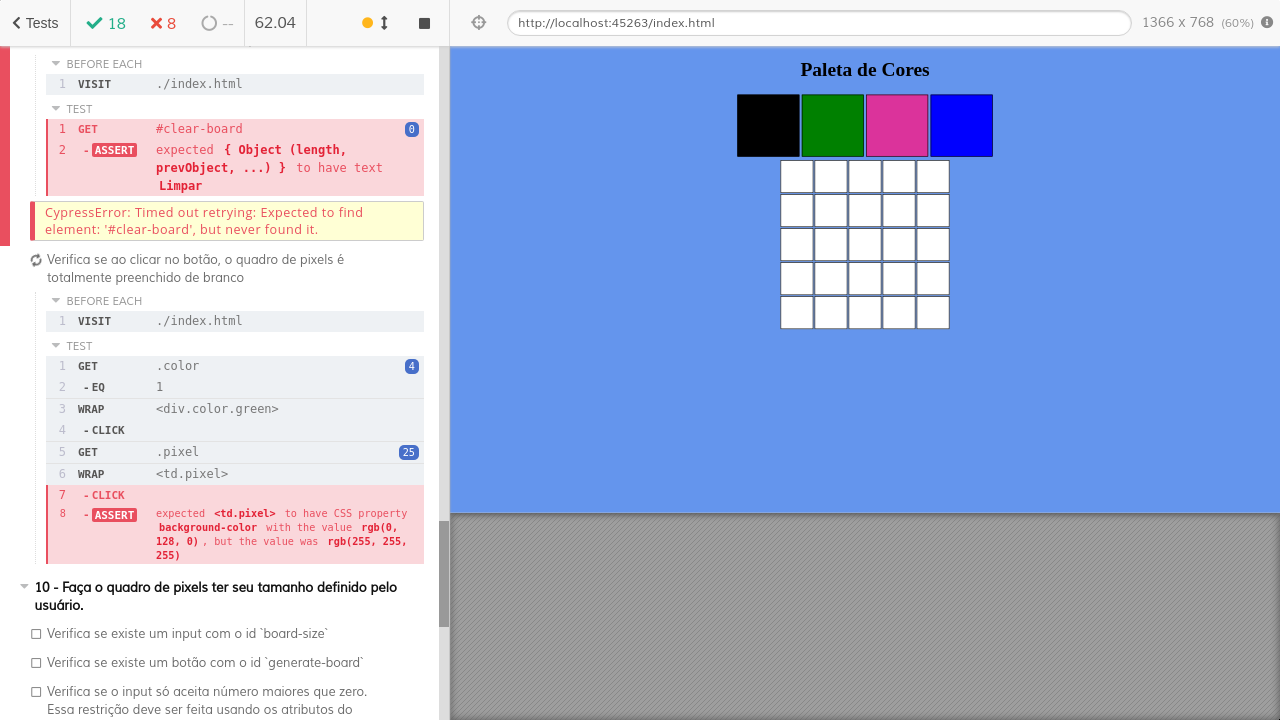 Tests
18
8
--
62.04
http://localhost:45263/index.html
1366 x 768 (60%)
BEFORE EACH
1 VISIT ./index.html
TEST
1 GET #clear-board 0
2 - ASSERT expected { Object (length,
prevObject, ...) } to have text
Limpar
CypressError: Timed out retrying: Expected to find
element: '#clear-board', but never found it.
Verifica se ao clicar no botão, o quadro de pixels é
totalmente preenchido de branco
BEFORE EACH
1 VISIT ./index.html
TEST
1 GET .color 4
2 - EQ 1
3 WRAP <div.color.green>
4 - CLICK
5 GET .pixel 25
6 WRAP <td.pixel>
7 - CLICK
8 - ASSERT expected <td.pixel> to have CSS property
background-color with the value rgb(0,
128, 0) , but the value was rgb(255, 255,
255)
10 - Faça o quadro de pixels ter seu tamanho definido pelo
usuário.
Verifica se existe um input com o id `board-size`
Verifica se existe um botão com o id `generate-board`
Verifica se o input só aceita número maiores que zero.
Essa restrição deve ser feita usando os atributos do
Paleta de Cores